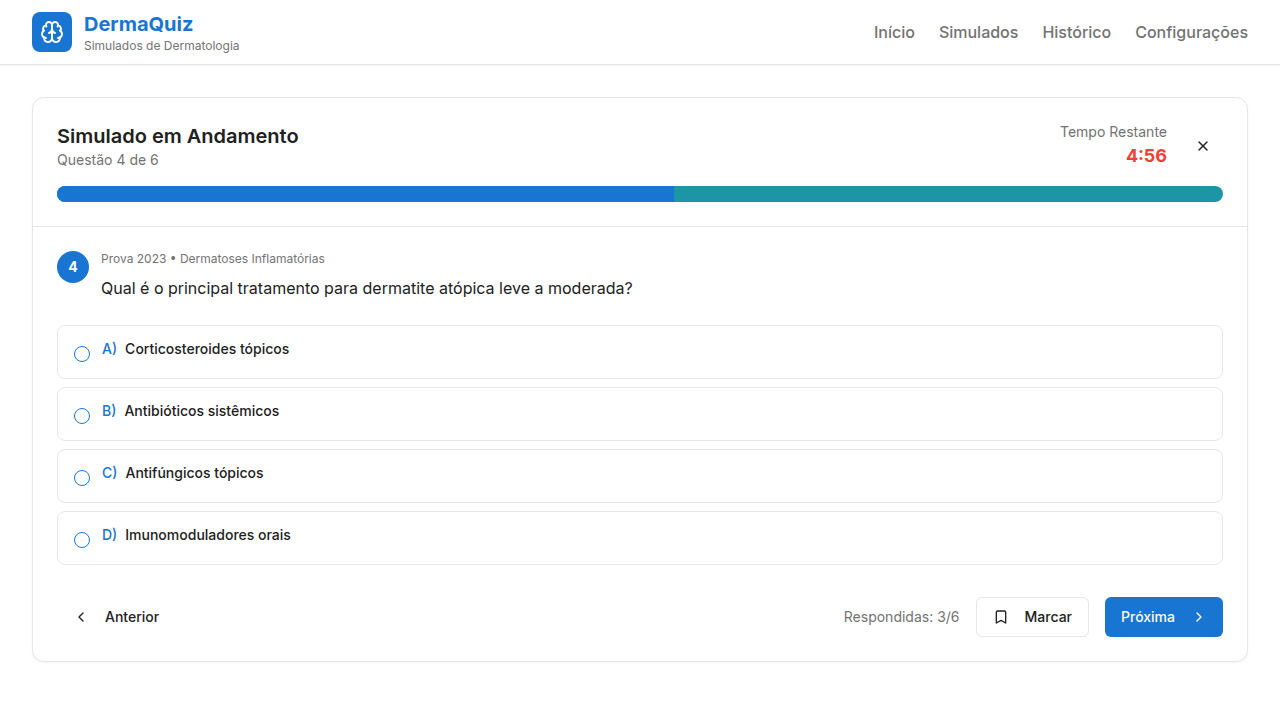 DermaQuiz
Simulados de Dermatologia
Início
Simulados
Histórico
Configurações
Simulado em Andamento
Questão 4 de 6
Tempo Restante
4:56
4
Prova 2023 • Dermatoses Inflamatórias
Qual é o principal tratamento para dermatite atópica leve a moderada?
A) Corticosteroides tópicos
B) Antibióticos sistêmicos
C) Antifúngicos tópicos
D) Imunomoduladores orais
Anterior
Respondidas: 3/6
Marcar
Próxima